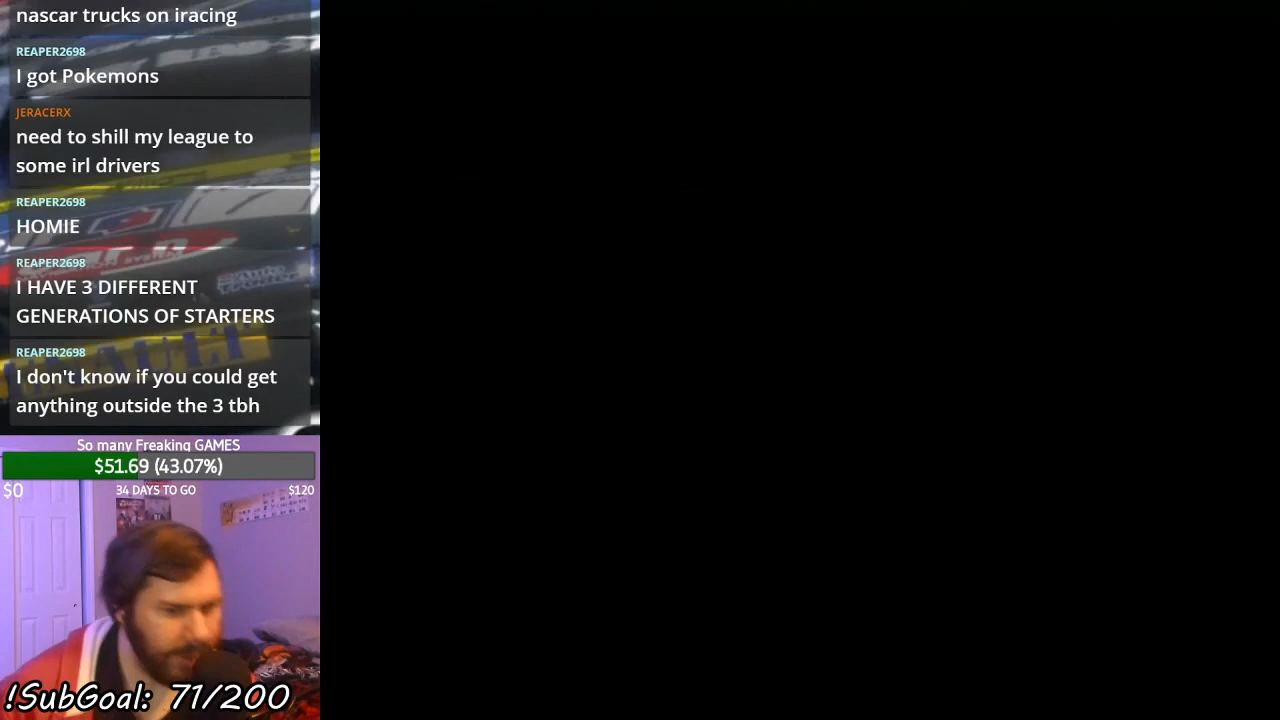 nascar trucks on iracing
REAPER2698
I got Pokemons
JERACERX
need to shill my league to
some irl drivers
REAPER2698
HOMIE
REAPER2698
I HAVE 3 DIFFERENT
GENERATIONS OF STARTERS
REAPER2698
I don't know if you could get
anything outside the 3 tbh
So many Freaking GAMES
$51.69 (43.07%)
$0 34 DAYS TO GO $120
!SubGoal: 71/200